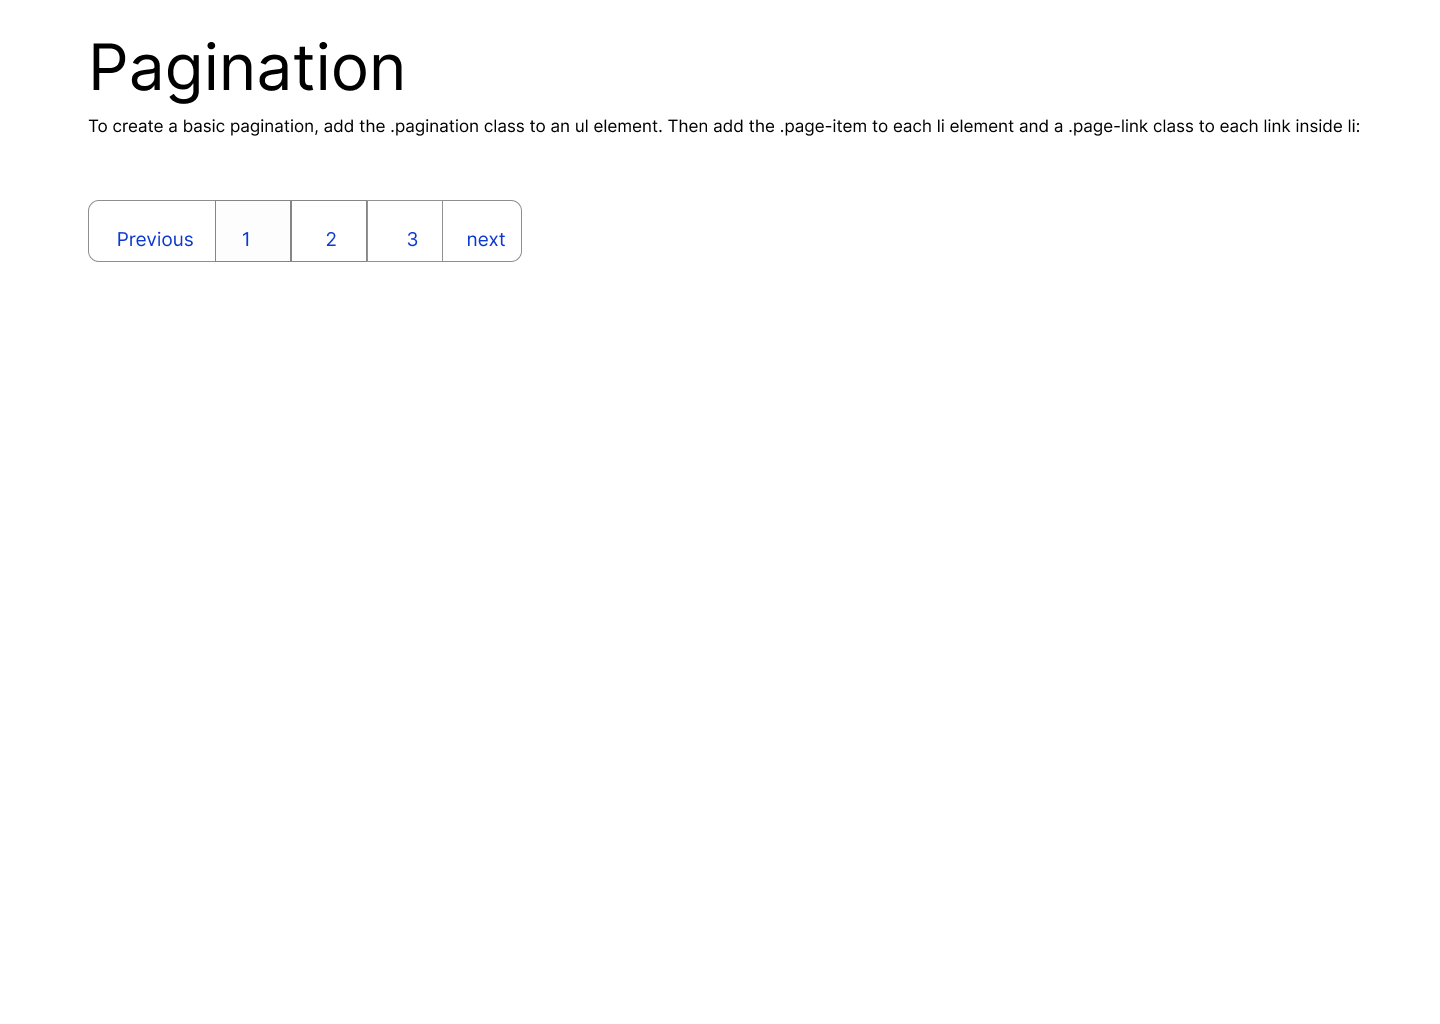 Pagination
To create a basic pagination, add the .pagination class to an ul element. Then add the .page-item to each li element and a .page-link class to each link inside li:
Previous 1 2 3 next